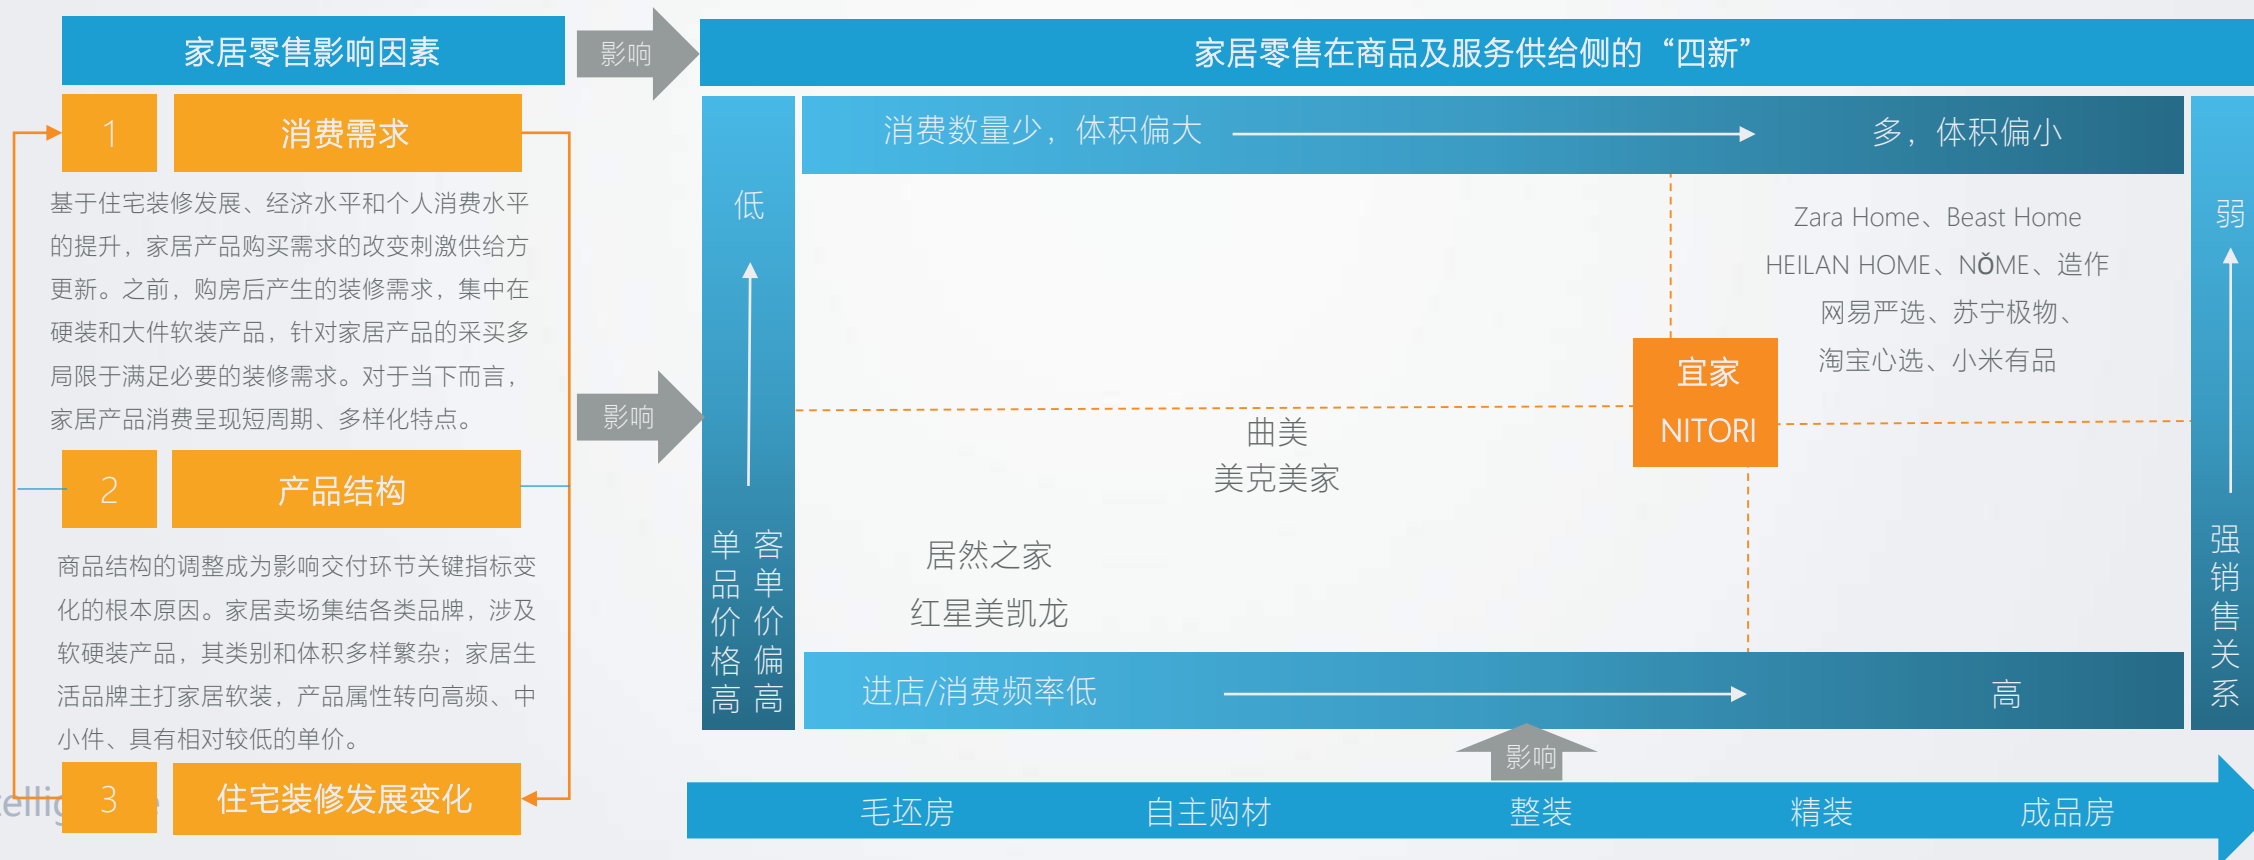 家居零售影响因素
影响
家居零售在商品及服务供给侧的“四新”
1
消费需求
基于住宅装修发展、经济水平和个人消费水平
的提升，家居产品购买需求的改变刺激供给方
更新。之前，购房后产生的装修需求，集中在
硬装和大件软装产品，针对家居产品的采买多
局限于满足必要的装修需求。对于当下而言，
家居产品消费呈现短周期、多样化特点。
2
产品结构
商品结构的调整成为影响交付环节关键指标变
化的根本原因。家居卖场集结各类品牌，涉及
软硬装产品，其类别和体积多样繁杂；家居生
活品牌主打家居软装，产品属性转向高频、中
小件、具有相对较低的单价。
3
住宅装修发展变化
影响
消费数量少，体积偏大
多，体积偏小
低
单品价格高
客单价偏高
Zara Home、Beast Home
HEILAN HOME、NǑME、造作
网易严选、苏宁极物、
淘宝心选、小米有品
宜家
NITORI
曲美
美克美家
居然之家
红星美凯龙
弱
强销售关系
进店/消费频率低
高
影响
毛坯房
自主购材
整装
精装
成品房